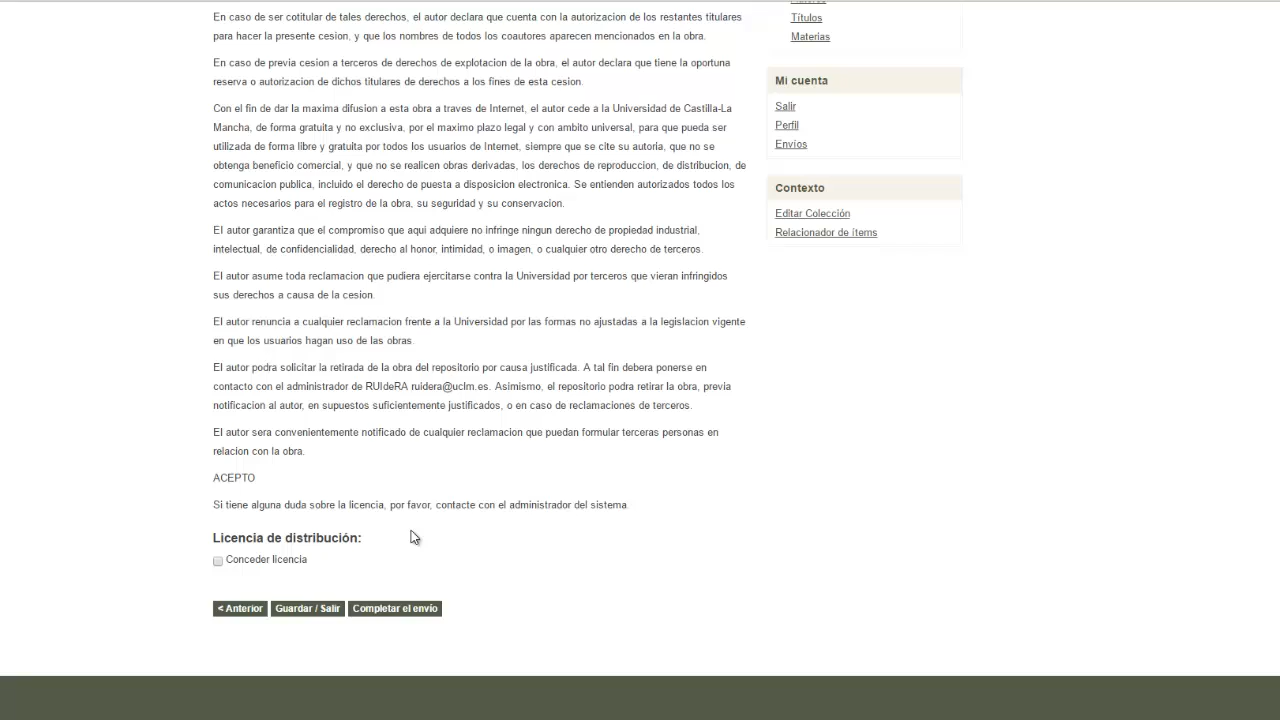 En caso de ser cotitular de tales derechos, el autor declara que cuenta con la autorizacion de los restantes titulares
para hacer la presente cesion, y que los nombres de todos los coautores aparecen mencionados en la obra.
En caso de previa cesion a terceros de derechos de explotacion de la obra, el autor declara que tiene la oportuna
reserva o autorizacion de dichos titulares de derechos a los fines de esta cesion.
Con el fin de dar la maxima difusion a esta obra a traves de Internet, el autor cede a la Universidad de Castilla-La
Mancha, de forma gratuita y no exclusiva, por el maximo plazo legal y con ambito universal, para que pueda ser
utilizada de forma libre y gratuita por todos los usuarios de Internet, siempre que se cite su autoria, que no se
obtenga beneficio comercial, y que no se realicen obras derivadas, los derechos de reproduccion, de distribucion, de
comunicacion publica, incluido el derecho de puesta a disposicion electronica. Se entienden autorizados todos los
actos necesarios para el registro de la obra, su seguridad y su conservacion.
El autor garantiza que el compromiso que aqui adquiere no infringe ningun derecho de propiedad industrial,
intelectual, de confidencialidad, derecho al honor, intimidad, o imagen, o cualquier otro derecho de terceros.
El autor asume toda reclamacion que pudiera ejercitarse contra la Universidad por terceros que vieran infringidos
sus derechos a causa de la cesion.
El autor renuncia a cualquier reclamacion frente a la Universidad por las formas no ajustadas a la legislacion vigente
en que los usuarios hagan uso de las obras.
El autor podra solicitar la retirada de la obra del repositorio por causa justificada. A tal fin debera ponerse en
contacto con el administrador de RUIdeRA ruidera@uclm.es. Asimismo, el repositorio podra retirar la obra, previa
notificacion al autor, en supuestos suficientemente justificados, o en caso de reclamaciones de terceros.
El autor sera convenientemente notificado de cualquier reclamacion que puedan formular terceras personas en
relacion con la obra.
ACEPTO
Si tiene alguna duda sobre la licencia, por favor, contacte con el administrador del sistema
Licencia de distribución:
Conceder licencia
< Anterior
Guardar / Salir
Completar el envío
Títulos
Materias
Mi cuenta
Salir
Perfil
Envíos
Contexto
Editar Colección
Relacionador de ítems